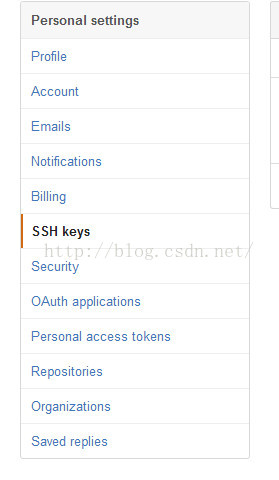 Personal settings
Profile
Account
Emails
Notifications
Billing
SSH keys
http://blog.csdn.net/
Security
OAuth applications
Personal access tokens
Repositories
Organizations
Saved replies